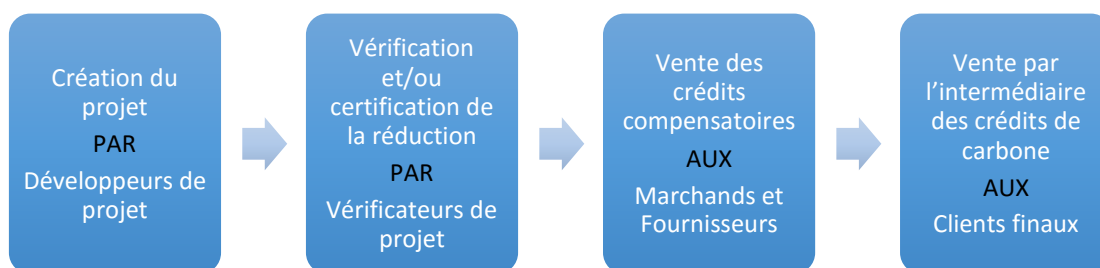 Création du
projet
PAR
Développeurs de
projet
Vérification
et/ou
certification de
la réduction
PAR
Vérificateurs de
projet
Vente des
crédits
compensatoires
AUX
Marchands et
Fournisseurs
Vente par
l’intermédiaire
des crédits de
carbone
AUX
Clients finaux